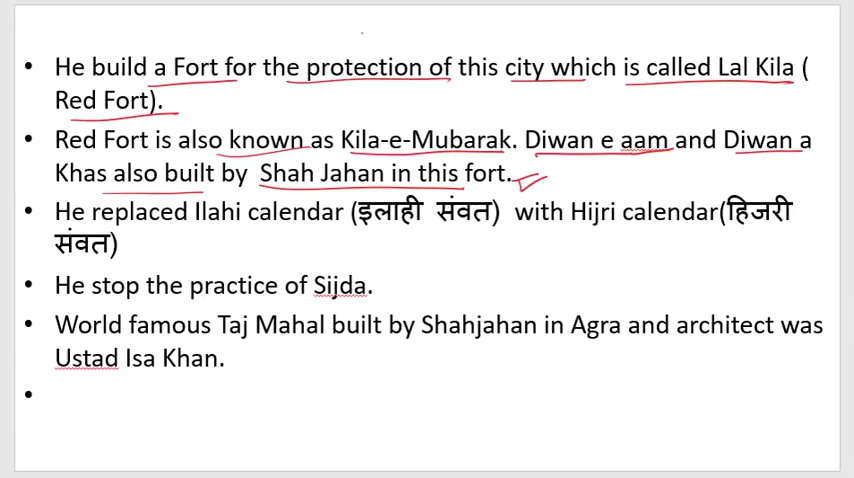 • He build a Fort for the protection of this city which is called Lal Kila (
Red Fort).
• Red Fort is also known as Kila-e-Mubarak. Diwan e aam and Diwan a
Khas also built by Shah Jahan in this fort.
• He replaced Ilahi calendar (इलाही संवत) with Hijri calendar(हिजरी
संवत)
• He stop the practice of Sijda.
• World famous Taj Mahal built by Shahjahan in Agra and architect was
Ustad Isa Khan.
•